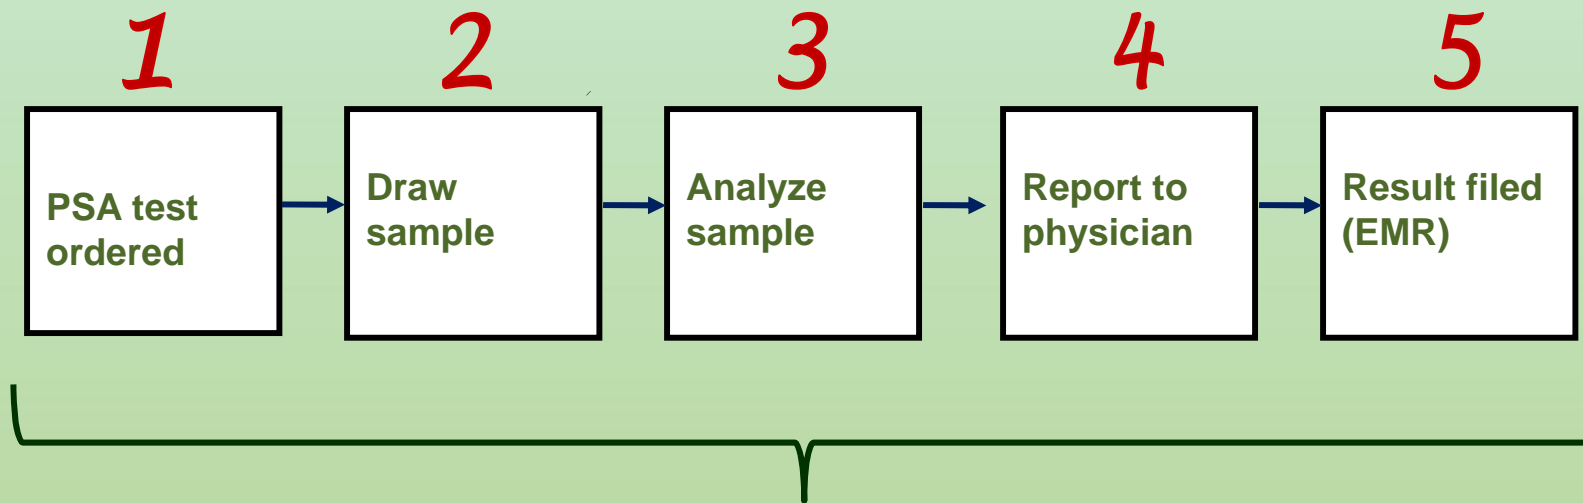 1
2
3
4
5
PSA test
ordered
Draw
sample
Analyze
sample
Report to
physician
Result filed
(EMR)